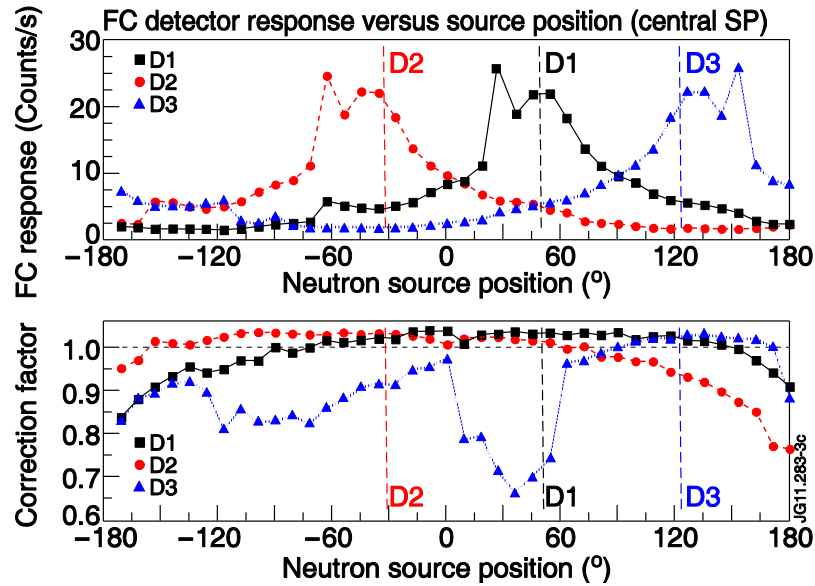 FC detector response versus source position (central SP)
FC response (Counts/s)
30
20
10
0
D1
D2
D3
D2
D1
D3
−180
−120
−60
0
60
120
180
Neutron source position (º)
Correction factor
1.0
0.9
0.8
0.7
0.6
D1
D2
D3
D2
D1
D3
−180
−120
−60
0
60
120
180
Neutron source position (º)
JG11.283-3c